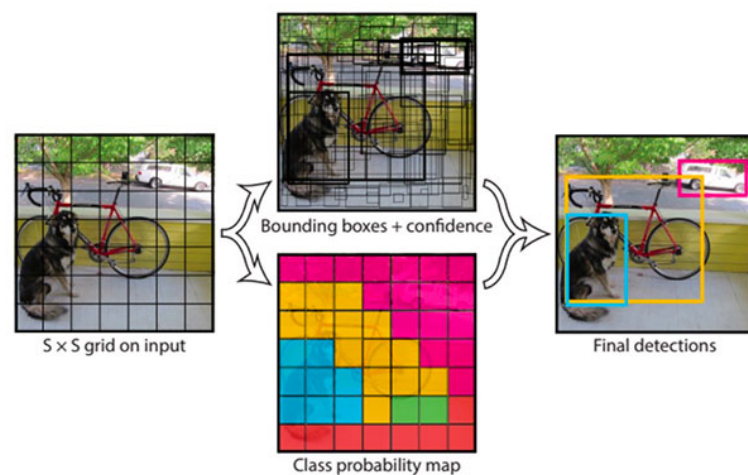 Bounding boxes + confidence
S × S grid on input
Final detections
Class probability map